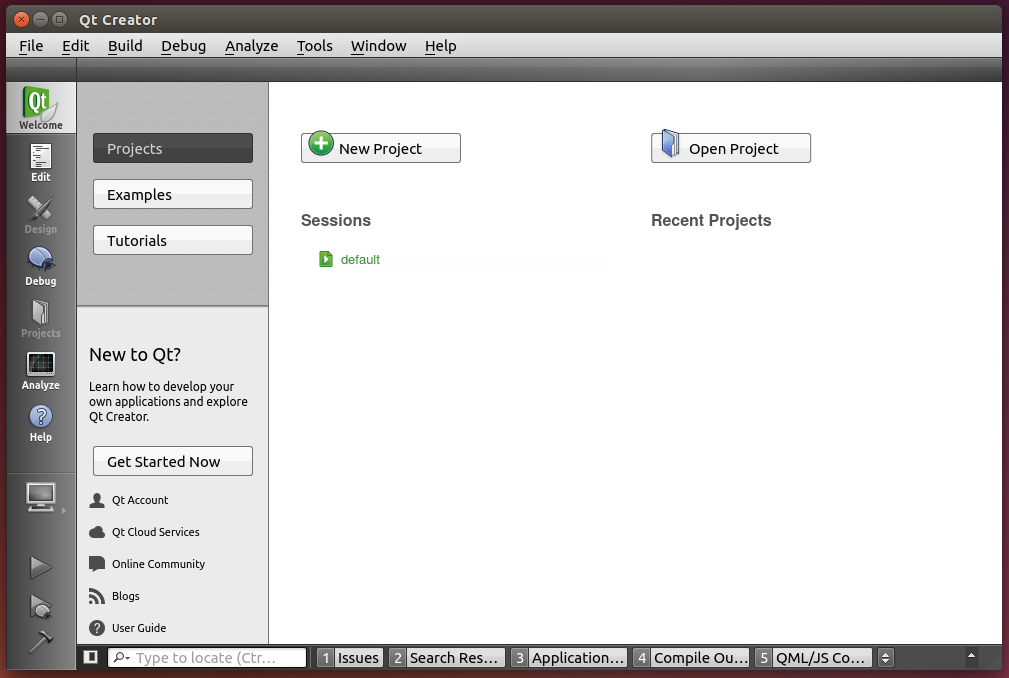 Qt Creator
File Edit Build Debug Analyze Tools Window Help
Qt
Welcome
Edit
Design
Debug
Projects
Analyze
Help
Projects
Examples
Tutorials
New to Qt?
Learn how to develop your
own applications and explore
Qt Creator.
Get Started Now
Qt Account
Qt Cloud Services
Online Community
Blogs
User Guide
New Project
Open Project
Sessions
default
Recent Projects
Type to locate (Ctr...
1 Issues 2 Search Res... 3 Application... 4 Compile Ou... 5 QML/JS Co...